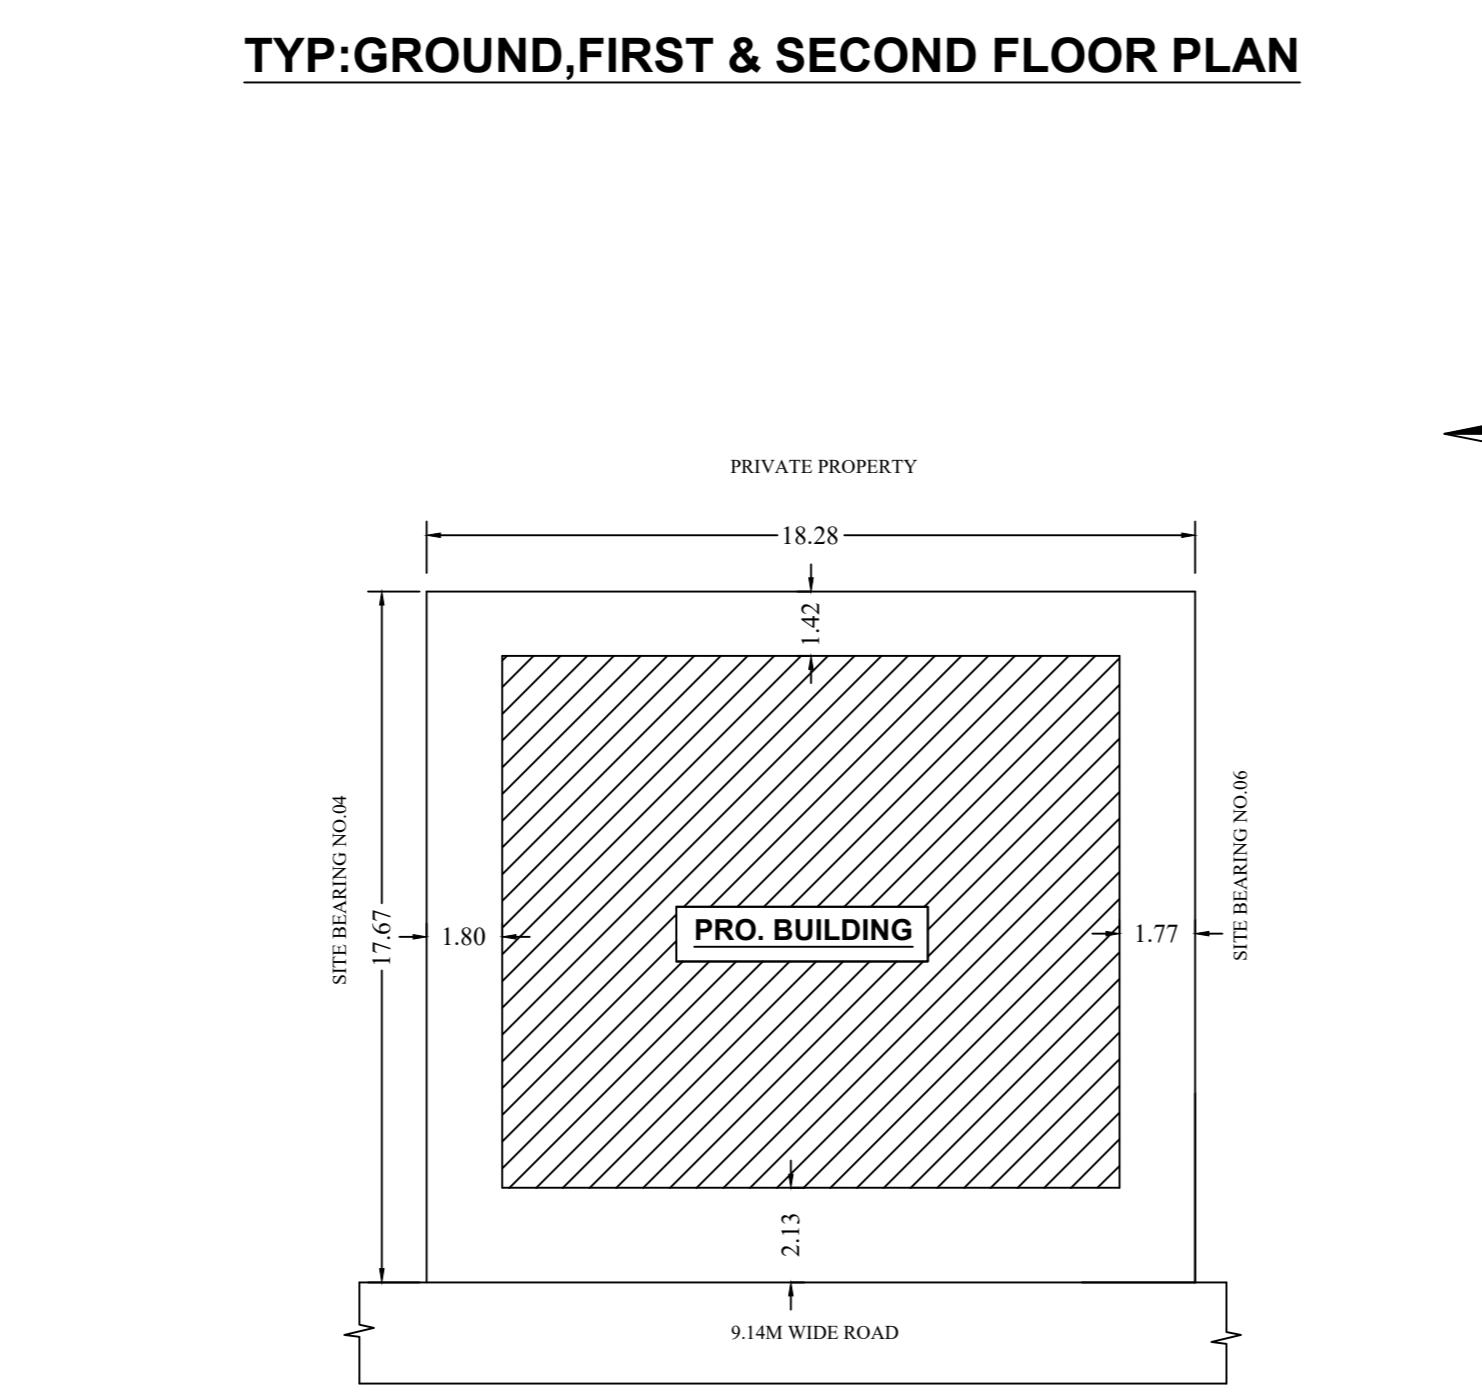 TYP:GROUND,FIRST & SECOND FLOOR PLAN
PRIVATE PROPERTY
18.28
1.42
SITE BEARING NO.04
17.67
1.80
PRO. BUILDING
1.77
SITE BEARING NO.06
2.13
9.14M WIDE ROAD